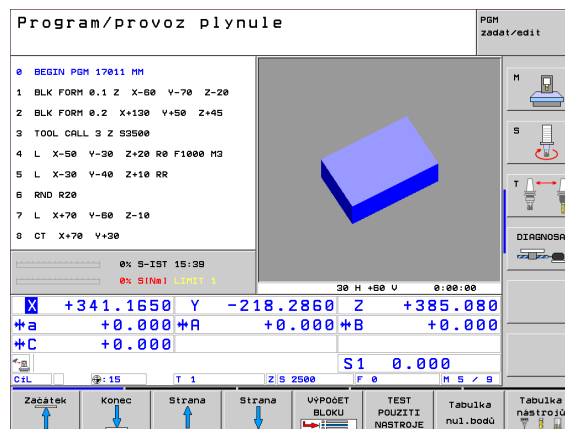 Program/provoz plynule
PGM
zadat/edit
0 BEGIN PGM 17011 MM
1 BLK FORM 0.1 Z X-60 Y-70 Z-20
2 BLK FORM 0.2 X+130 Y+50 Z+45
3 TOOL CALL 3 Z S3500
4 L X-50 Y-30 Z+20 R0 F1000 M3
5 L X-30 Y-40 Z+10 RR
6 RND R20
7 L X+70 Y-60 Z-10
8 CT X+70 Y+30
0% S-IST 15:39
0% S[Nm] LIMIT 1
30 H +60 V 0:00:00
M
S
T
DIAGNOSA
X +341.1650 Y -218.2860 Z +385.080
a +0.000 A +0.000 B +0.000
C +0.000
S1 0.000
CíL :15 T 1 Z S 2500 F 0 M 5 / 9
Začátek
Konec
Strana
Strana
VÝPOČET
BLOKU
TEST
POUZITI
NASTROJE
Tabulka
nul.bodů
Tabulka
nástrojů